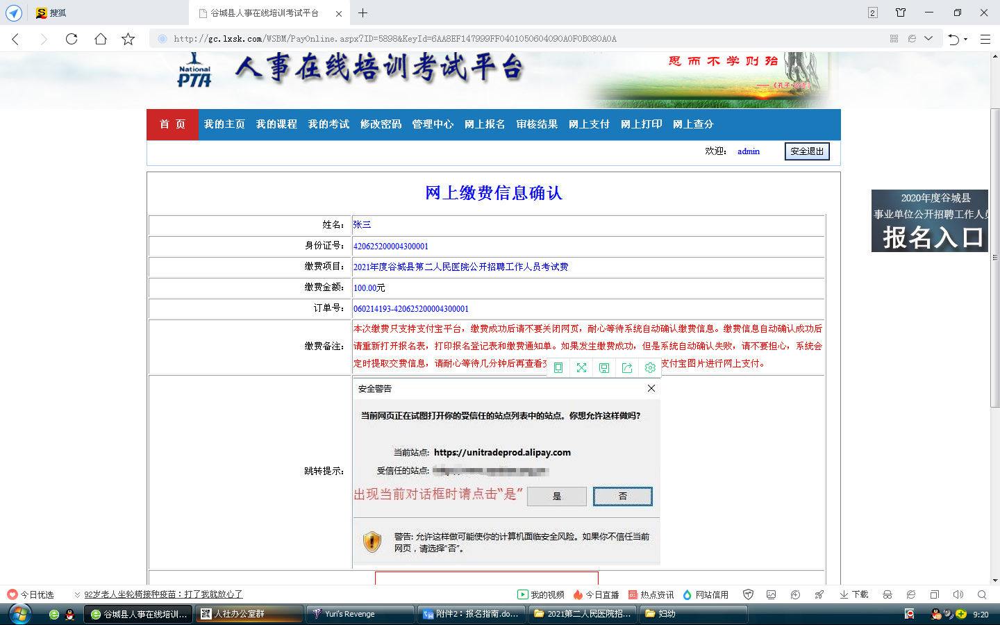 搜狐
谷城县人事在线培训考试平台
2
http://gc.lxsk.com/WSBM/PayOnline.aspx?ID=5898&KeyId=6AA8EF147999FF0401050604090A0F0B080A0A
National
PTA
人事在线培训考试平台
思而不学则殆
——《孔子·
首 页 我的主页 我的课程 我的考试 修改密码 管理中心 网上报名 审核结果 网上支付 网上打印 网上查分
欢迎: admin 安全退出
网上缴费信息确认
2020年度谷城县
事业单位公开招聘工作人员
报名入口
姓名: 张三
身份证号: 420625200004300001
缴费项目: 2021年度谷城县第二人民医院公开招聘工作人员考试费
缴费金额: 100.00元
订单号: 060214193-420625200004300001
缴费备注: 本次缴费只支持支付宝平台，缴费成功后请不要关闭网页，耐心等待系统自动确认缴费信息。缴费信息自动确认成功后
请重新打开报名表，打印报名登记表和缴费通知单。如果发生缴费成功，但是系统自动确认失败，请不要担心，系统会
定时提取交费信息，请耐心等待几分钟后再查看 支付宝图片进行网上支付。
跳转提示:
安全警告
当前网页正在试图打开你的受信任的站点列表中的站点。你想允许这样做吗?
当前站点: https://unitradeprod.alipay.com
受信任的站点:
出现当前对话框时请点击“是” 是 否
警告: 允许这样做可能使你的计算机面临安全风险。如果你不信任当前
网页，请选择“否”。
今日优选 92岁老人坐轮椅接种疫苗：打了我就放心了 我的视频 今日直播 热点资讯 网站信用 下载
谷城县人事在线培训... 人社办公室群 Yuri's Revenge 附件2：报名指南.do... 2021第二人民医院招... 妇幼 9:20